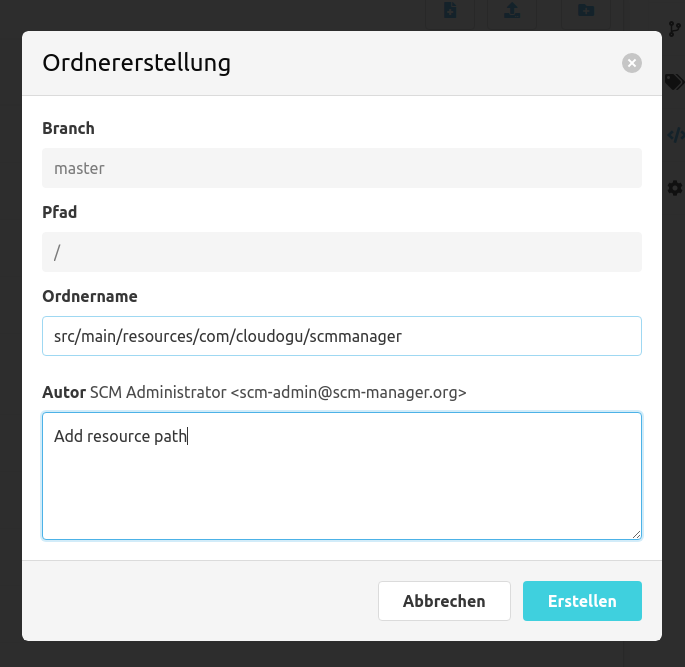 Ordnererstellung
Branch
master
Pfad
/
Ordnername
src/main/resources/com/cloudogu/scmmanager
Autor SCM Administrator <scm-admin@scm-manager.org>
Add resource path
Abbrechen Erstellen